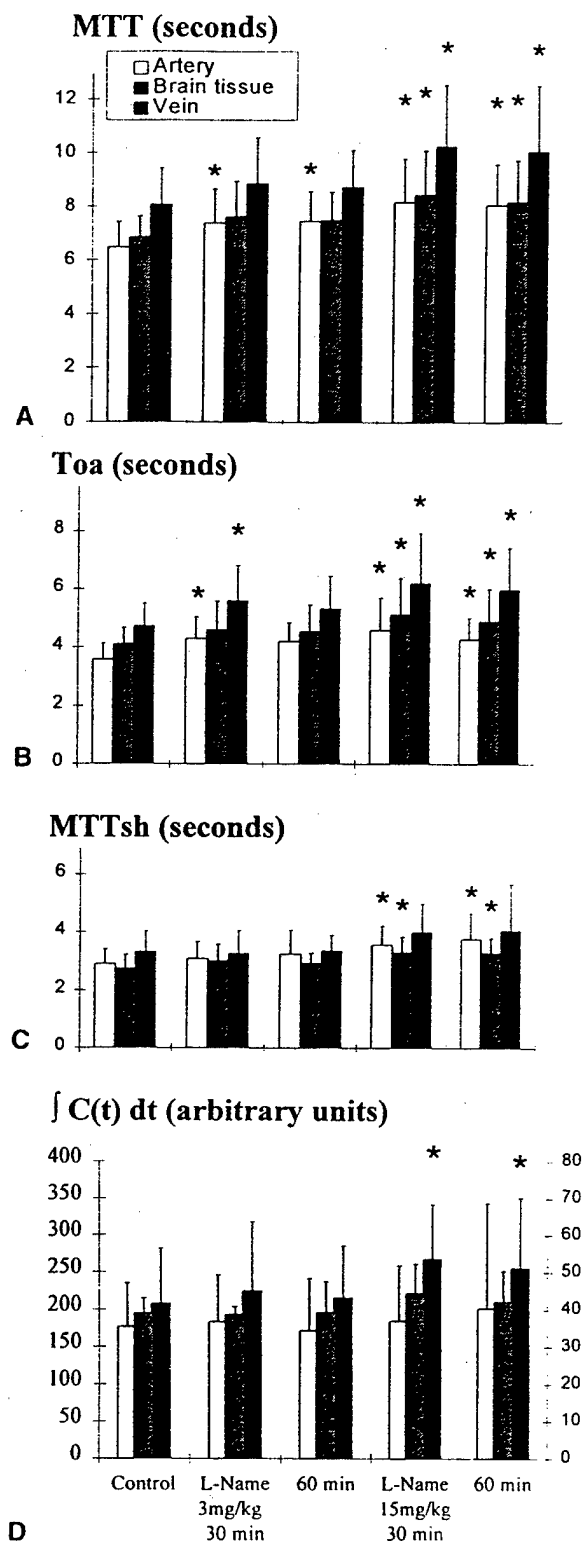 MTT (seconds)
Artery
Brain tissue
Vein
12
10
8
6
4
2
0
* * * * * * * *
A
Toa (seconds)
8
6
4
2
0
* * * * * * * *
B
MTTsh (seconds)
6
4
2
0
* * * *
C
∫ C(t) dt (arbitrary units)
400
350
300
250
200
150
100
50
0
* *
80
70
60
50
40
30
20
10
0
Control L-Name 60 min L-Name 60 min
3mg/kg 15mg/kg
30 min 30 min
D